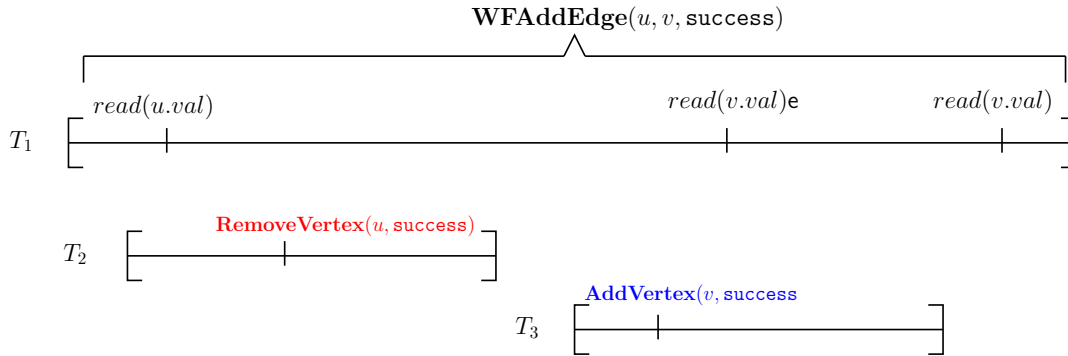 WFAddEdge(u, v, success)
read(u.val) read(v.val)e read(v.val)
T1
RemoveVertex(u, success)
T2
AddVertex(v, success
T3